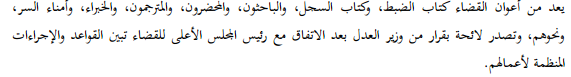 يعد من أعوان القضاء كتاب الضبط، وكتاب السجل، والباحثون، والمحضرون، والمترجمون، والخبراء، وأمناء السر،
ونحوهم، وتصدر لائحة بقرار من وزير العدل بعد الاتفاق مع رئيس المجلس الأعلى للقضاء تبين القواعد والإجراءات
المنظمة لأعمالهم.